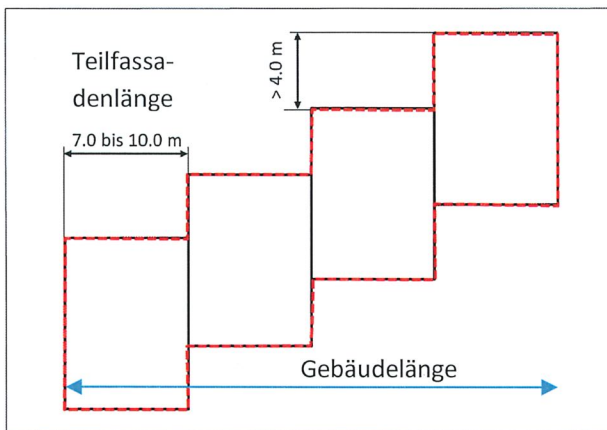 Teilfassa-
denlänge
7.0 bis 10.0 m
> 4.0 m
Gebäudelänge